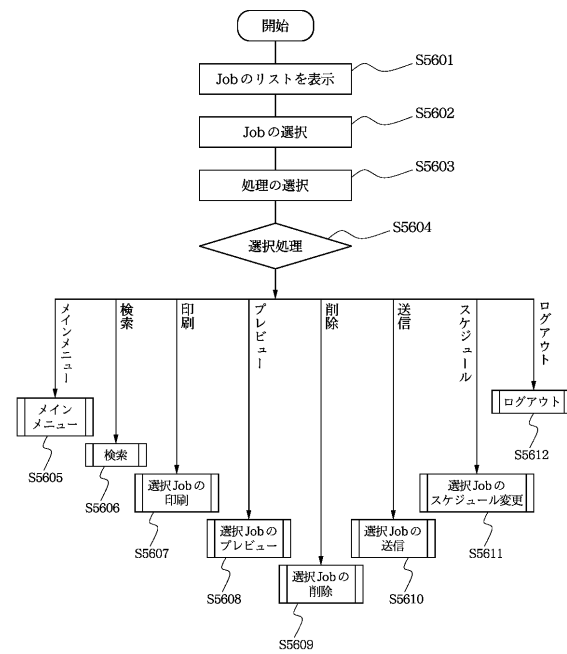 開始
Jobのリストを表示
S5601
Jobの選択
S5602
処理の選択
S5603
選択処理
S5604
メインメニュー
検索
印刷
プレビュー
削除
送信
スケジュール
ログアウト
メイン
メニュー
S5605
検索
S5606
選択Jobの
印刷
S5607
選択Jobの
プレビュー
S5608
選択Jobの
削除
S5609
選択Jobの
送信
S5610
選択Jobの
スケジュール変更
S5611
ログアウト
S5612